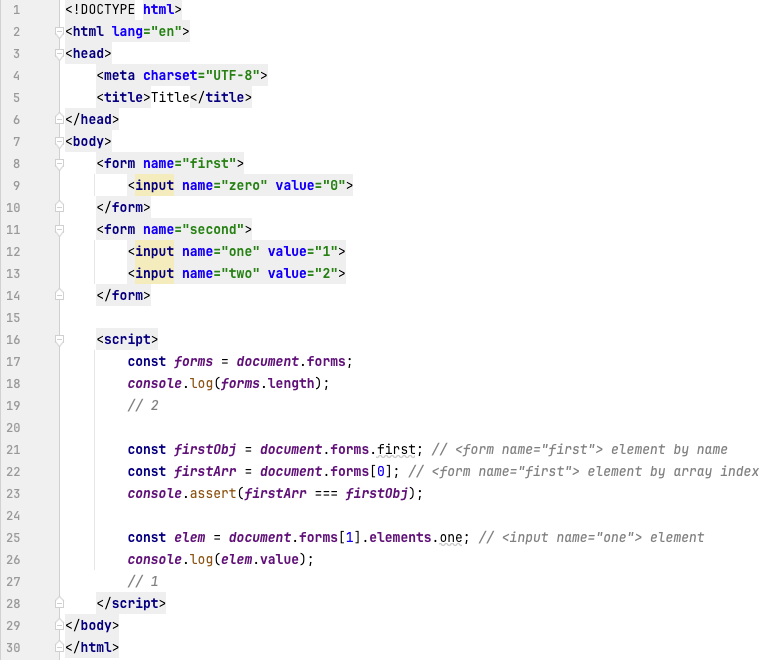 1 <!DOCTYPE html>
2 <html lang="en">
3 <head>
4     <meta charset="UTF-8">
5     <title>Title</title>
6 </head>
7 <body>
8     <form name="first">
9         <input name="zero" value="0">
10     </form>
11     <form name="second">
12         <input name="one" value="1">
13         <input name="two" value="2">
14     </form>
15
16     <script>
17         const forms = document.forms;
18         console.log(forms.length);
19         // 2
20
21         const firstObj = document.forms.first; // <form name="first"> element by name
22         const firstArr = document.forms[0]; // <form name="first"> element by array index
23         console.assert(firstArr === firstObj);
24
25         const elem = document.forms[1].elements.one; // <input name="one"> element
26         console.log(elem.value);
27         // 1
28     </script>
29 </body>
30 </html>